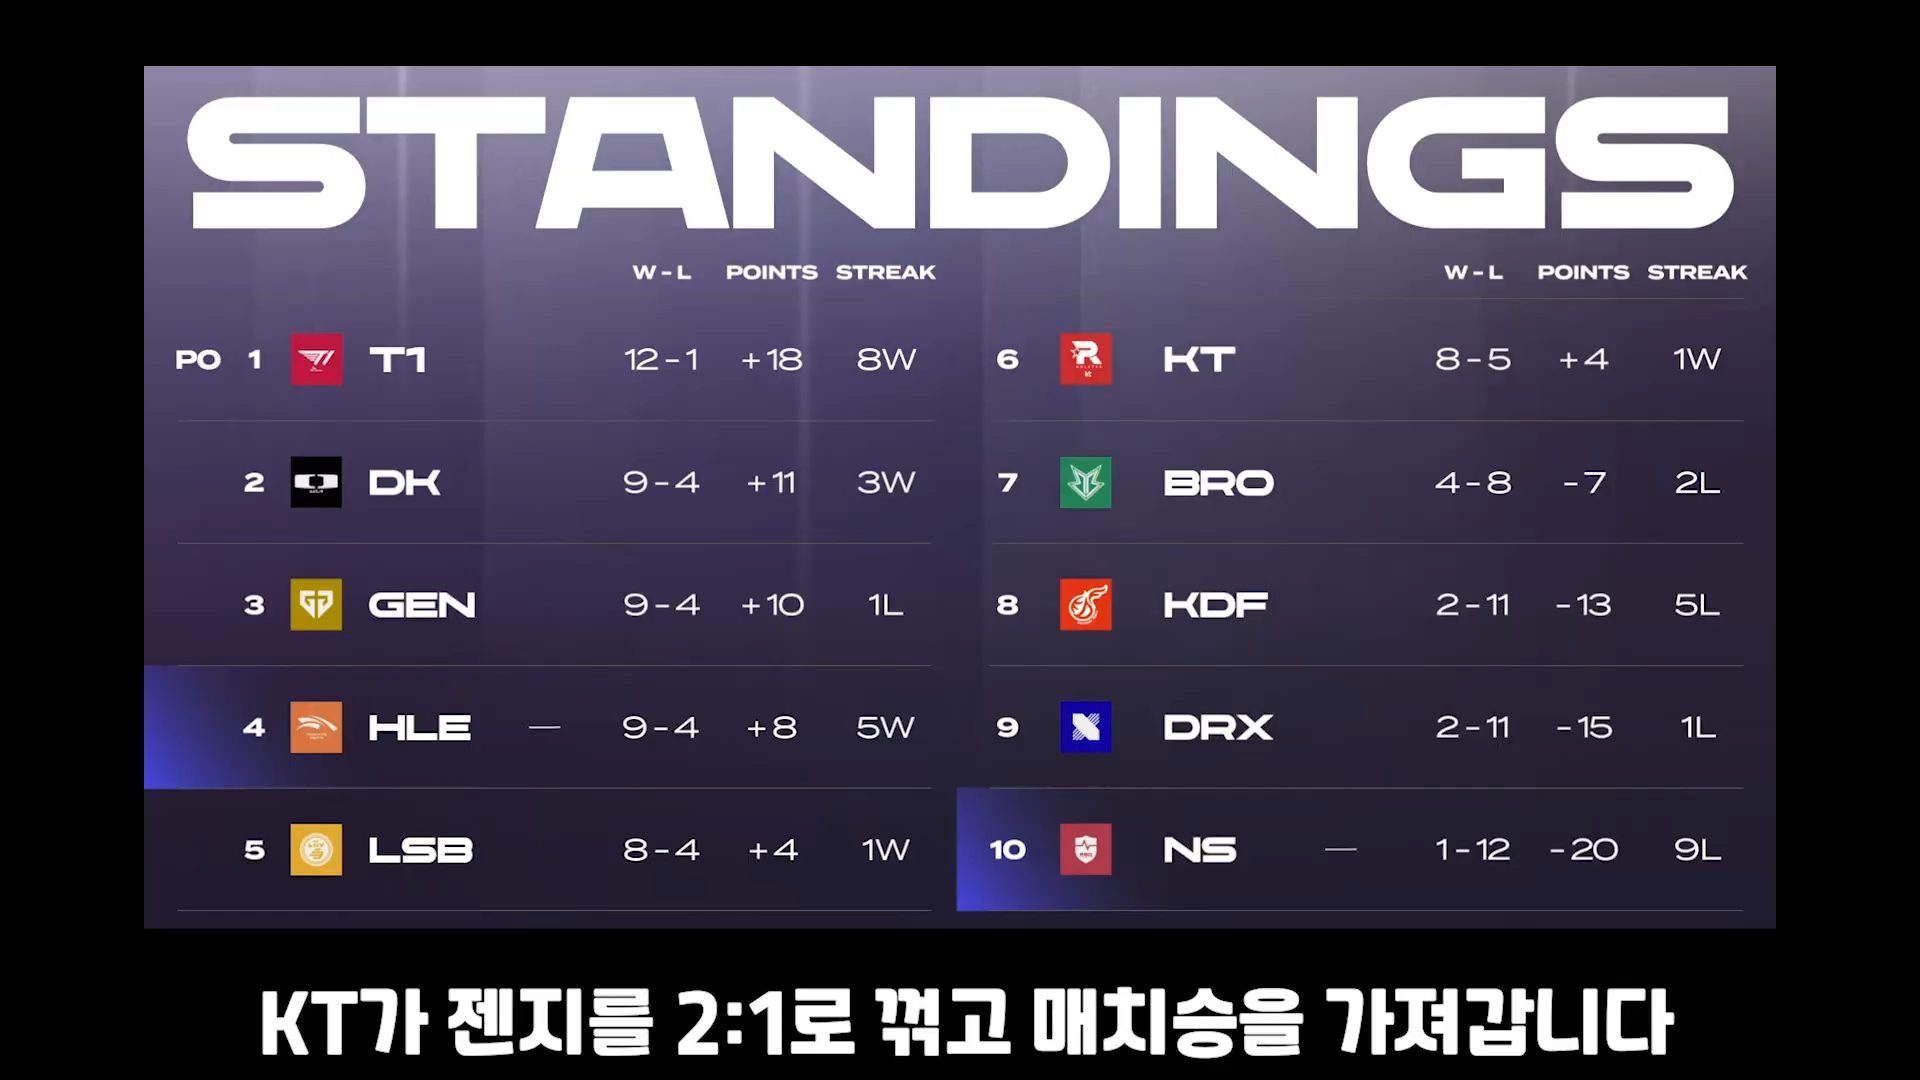 STANDINGS
W - L POINTS STREAK
PO 1 T1 12 - 1 +18 8W
2 DK 9 - 4 +11 3W
3 GEN 9 - 4 +10 1L
4 HLE — 9 - 4 +8 5W
5 LSB 8 - 4 +4 1W
W - L POINTS STREAK
6 KT 8 - 5 +4 1W
7 BRO 4 - 8 -7 2L
8 KDF 2 - 11 -13 5L
9 DRX 2 - 11 -15 1L
10 NS — 1 - 12 -20 9L
KT가 젠지를 2:1로 꺾고 매치승을 가져갑니다